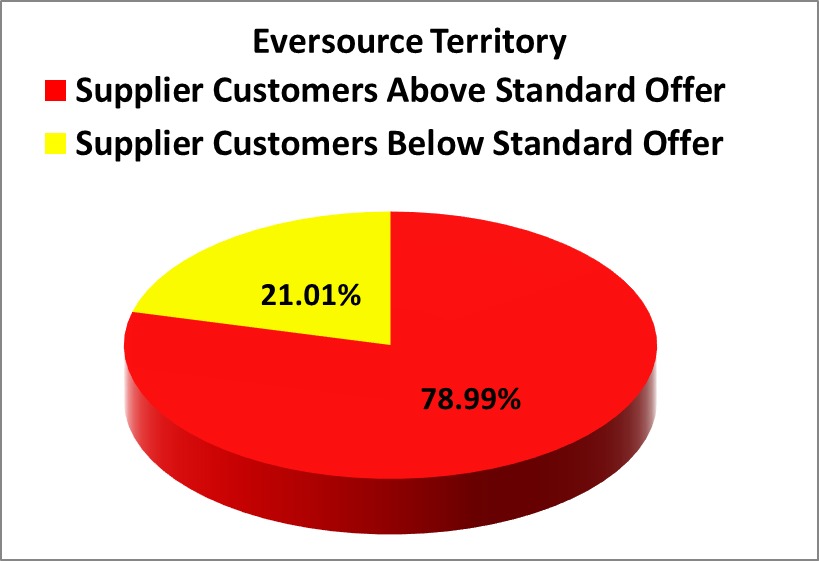 Eversource Territory
Supplier Customers Above Standard Offer
Supplier Customers Below Standard Offer
21.01%
78.99%